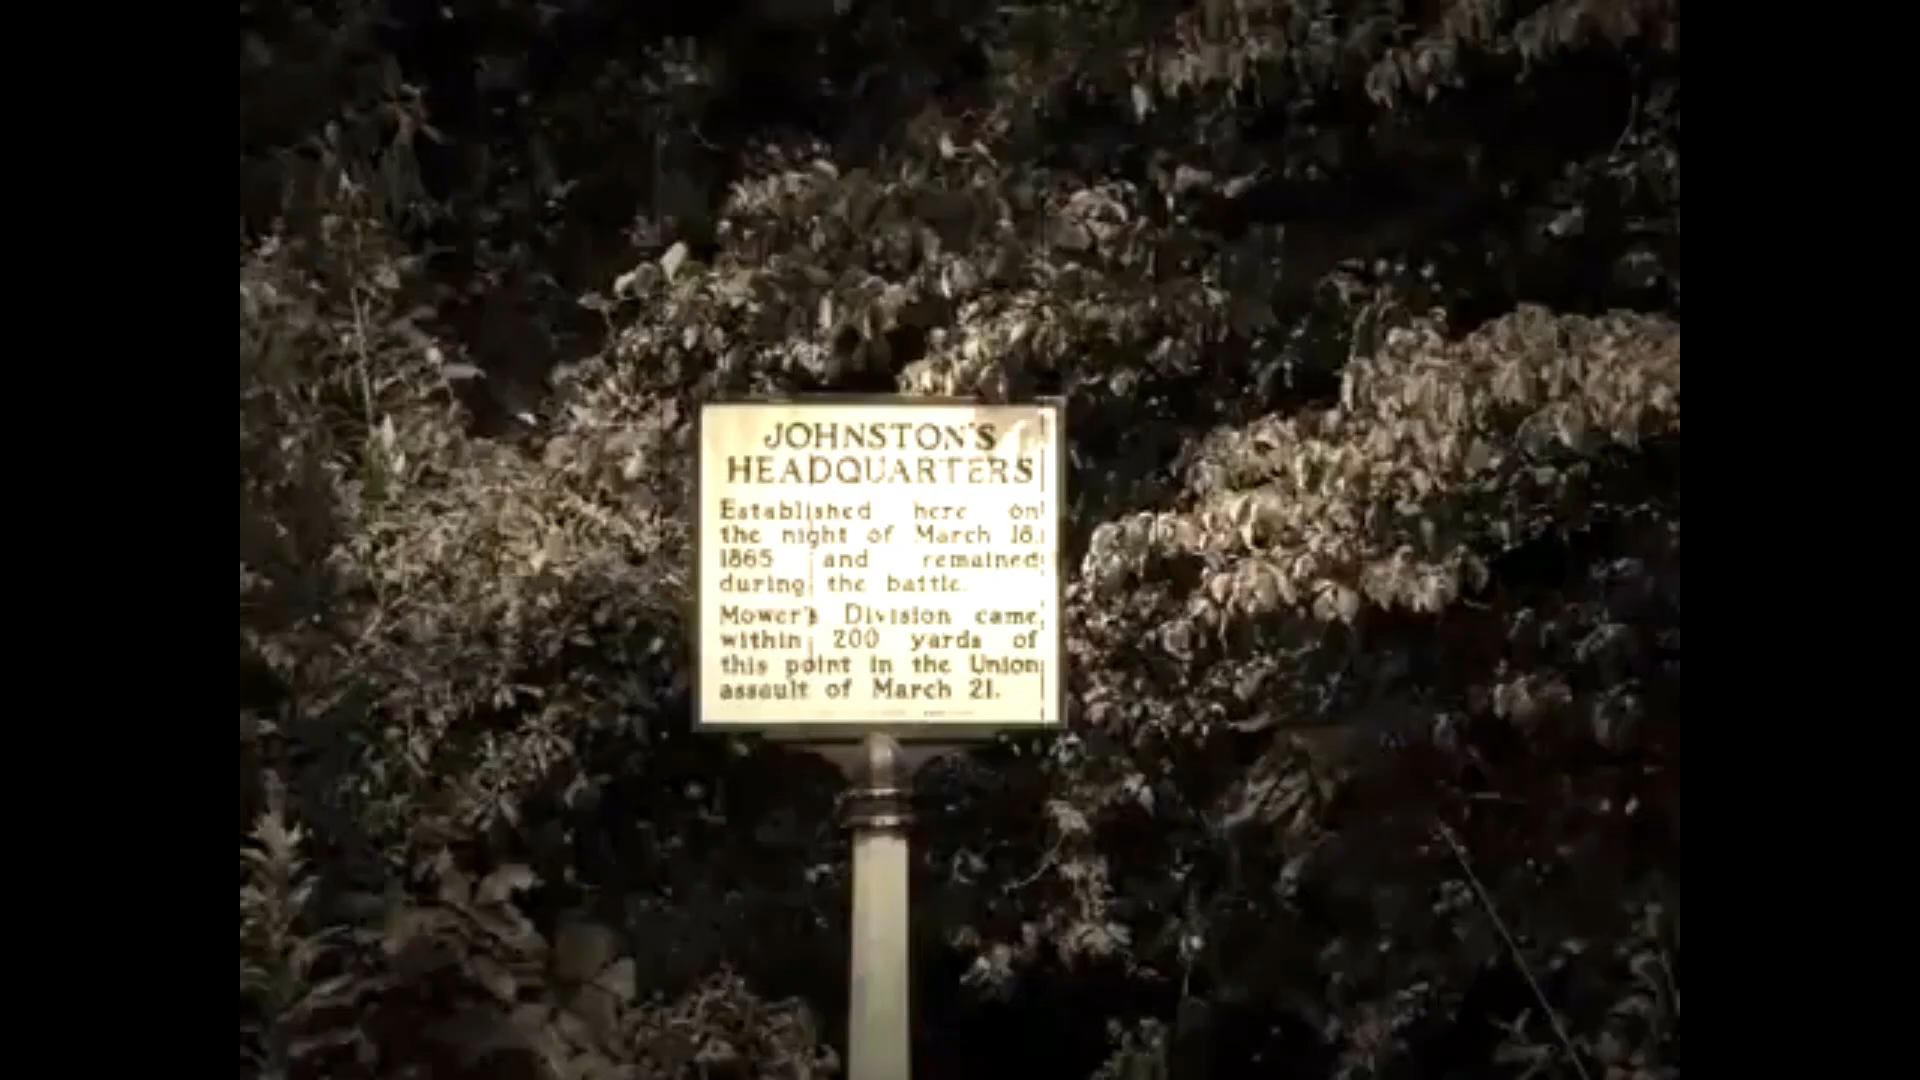 JOHNSTON'S
HEADQUARTERS
Established here on
the night of March 18,
1865 and remained
during the battle.
Mower's Division came
within 200 yards of
this point in the Union
assault of March 21.